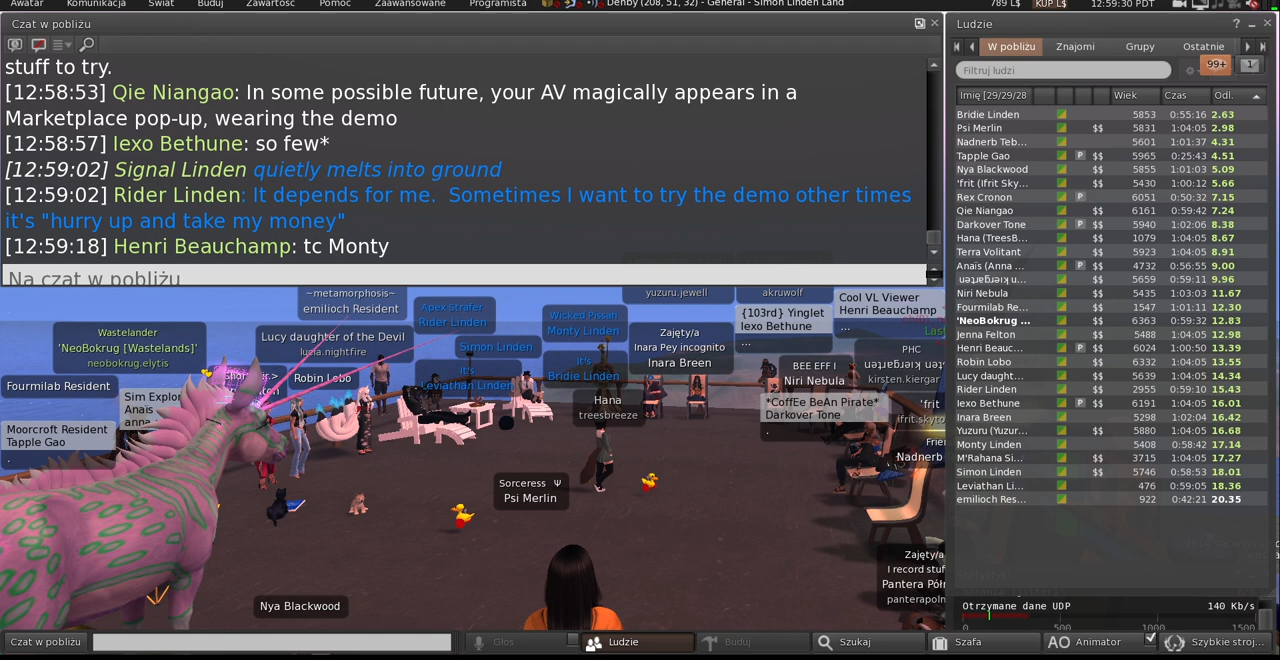 Awatar Komunikacja Świat Buduj Zawartość Pomoc Zaawansowane Programista Denby (208, 51, 32) - General - Simon Linden Land 789 L$ KUP L$ 12:59:30 PDT
Czat w pobliżu
stuff to try.
[12:58:53] Qie Niangao: In some possible future, your AV magically appears in a
Marketplace pop-up, wearing the demo
[12:58:57] Iexo Bethune: so few*
[12:59:02] Signal Linden quietly melts into ground
[12:59:02] Rider Linden: It depends for me.  Sometimes I want to try the demo other times
it's "hurry up and take my money"
[12:59:18] Henri Beauchamp: tc Monty
Na czat w pobliżu
~metamorphosis~
emilioch Resident
Apex Strafer
Rider Linden
Wicked Pissah
Monty Linden
yuzuru.jewell
akruwolf
{103rd} Yinglet
Iexo Bethune
...
Cool VL Viewer
Henri Beauchamp
...
Wastelander
'NeoBokrug [Wastelands]'
neobokrug.elytis
Lucy daughter of the Devil
lucia.nightfire
Simon Linden
It's
Leviathan Linden
It's
Bridie Linden
Zajęty/a
Inara Pey incognito
Inara Breen
BEE EFF I
Niri Nebula
PHC
kirsten.kiergar
Fourmilab Resident
Robin Lobo
Sim Explor
Anaïs
anna
Moorcroft Resident
Tapple Gao
.
Hana
treesbreeze
*CoffEe BeAn Pirate*
Darkover Tone
.
'frit
ifrit.skyto
Frie
Nadnerb
Sorceress Ψ
Psi Merlin
Zajęty/a
I record stuf
Pantera Półn
panterapoln
Nya Blackwood
Ludzie
W pobliżu Znajomi Grupy Ostatnie
Filtruj ludzi 99+ 1
Imię [29/29/28 Wiek Czas Odl.
Bridie Linden 5853 0:55:16 2.63
Psi Merlin $$ 5831 1:04:05 2.98
Nadnerb Teb... 5601 1:01:37 4.31
Tapple Gao P $$ 5965 0:25:43 4.51
Nya Blackwood $$ 5855 1:01:03 5.09
'frit (Ifrit Sky... $$ 5430 1:00:12 5.66
Rex Cronon P 6051 0:50:32 7.15
Qie Niangao $$ 6161 0:59:42 7.24
Darkover Tone P $$ 5940 1:02:06 8.38
Hana (TreesB... $$ 1079 1:04:05 8.67
Terra Volitant $$ 5923 1:04:05 8.91
Anaïs (Anna ... P $$ 4732 0:56:55 9.00
$$ 5659 0:59:11 9.96
Niri Nebula $$ 5435 1:03:03 11.67
Fourmilab Re... $$ 1547 1:01:11 12.30
'NeoBokrug ... $$ 6363 0:59:32 12.83
Jenna Felton $$ 5488 1:04:05 12.98
Henri Beauc... P $$ 6024 1:00:50 13.39
Robin Lobo $$ 6332 1:04:05 13.55
Lucy daught... $$ 5639 1:04:05 14.34
Rider Linden $$ 2955 0:59:10 15.43
Iexo Bethune P $$ 6191 1:04:05 16.01
Inara Breen 5298 1:02:04 16.42
Yuzuru (Yuzur... $$ 5880 1:04:05 16.68
Monty Linden 5408 0:58:42 17.14
M'Rahana Si... $$ 3715 1:04:05 17.27
Simon Linden $$ 5746 0:58:53 18.01
Leviathan Li... 476 0:59:05 18.36
emilioch Res... 922 0:42:21 20.35
Otrzymane dane UDP 140 Kb/s
0 500 1000 1500
Czat w pobliżu Głos Ludzie Buduj Szukaj Szafa AO Animator Szybkie stroj...